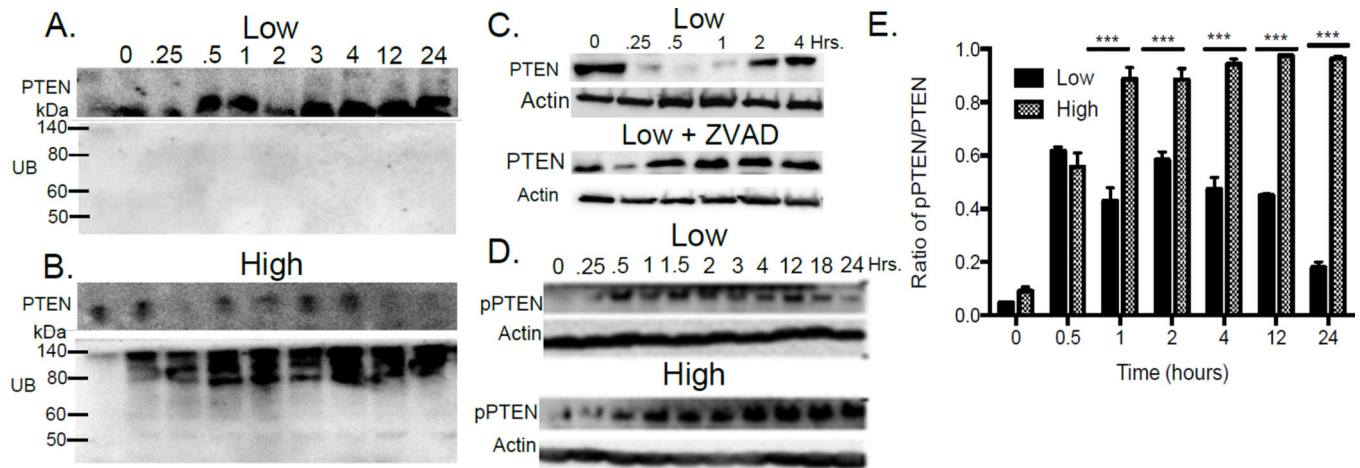 A.
Low
0 .25 .5 1 2 3 4 12 24
PTEN
kDa
140
80
UB
60
50
B.
High
PTEN
kDa
140
UB 80
60
50
C.
Low
0 .25 .5 1 2 4 Hrs.
PTEN
Actin
Low + ZVAD
PTEN
Actin
D.
Low
0 .25 .5 1 1.5 2 3 4 12 18 24 Hrs.
pPTEN
Actin
High
pPTEN
Actin
E.
*** *** *** *** ***
Ratio of pPTEN/PTEN
1.0
0.8
0.6
0.4
0.2
0.0
Low
High
0 0.5 1 2 4 12 24
Time (hours)